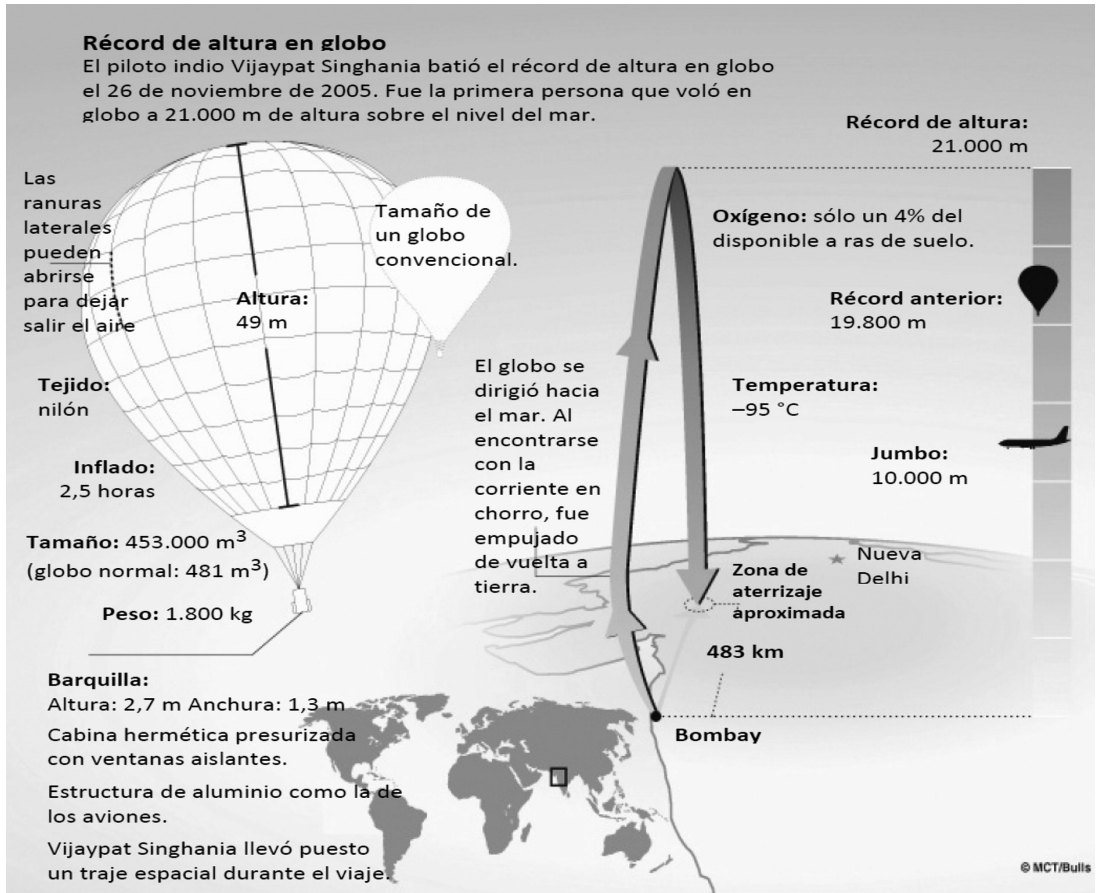 Récord de altura en globo
El piloto indio Vijaypat Singhania batió el récord de altura en globo
el 26 de noviembre de 2005. Fue la primera persona que voló en
globo a 21.000 m de altura sobre el nivel del mar.
Las
ranuras
laterales
pueden
abrirse
para dejar
salir el aire
Tamaño de
un globo
convencional.
Altura:
49 m
Tejido:
nilón
Inflado:
2,5 horas
Tamaño: 453.000 m³
(globo normal: 481 m³)
Peso: 1.800 kg
Barquilla:
Altura: 2,7 m Anchura: 1,3 m
Cabina hermética presurizada
con ventanas aislantes.
Estructura de aluminio como la de
los aviones.
Vijaypat Singhania llevó puesto
un traje espacial durante el viaje.
El globo se
dirigió hacia
el mar. Al
encontrarse
con la
corriente en
chorro, fue
empujado
de vuelta a
tierra.
Récord de altura:
21.000 m
Oxígeno: sólo un 4% del
disponible a ras de suelo.
Récord anterior:
19.800 m
Temperatura:
–95 °C
Jumbo:
10.000 m
Nueva
Delhi
Zona de
aterrizaje
aproximada
483 km
Bombay
© MCT/Bulls